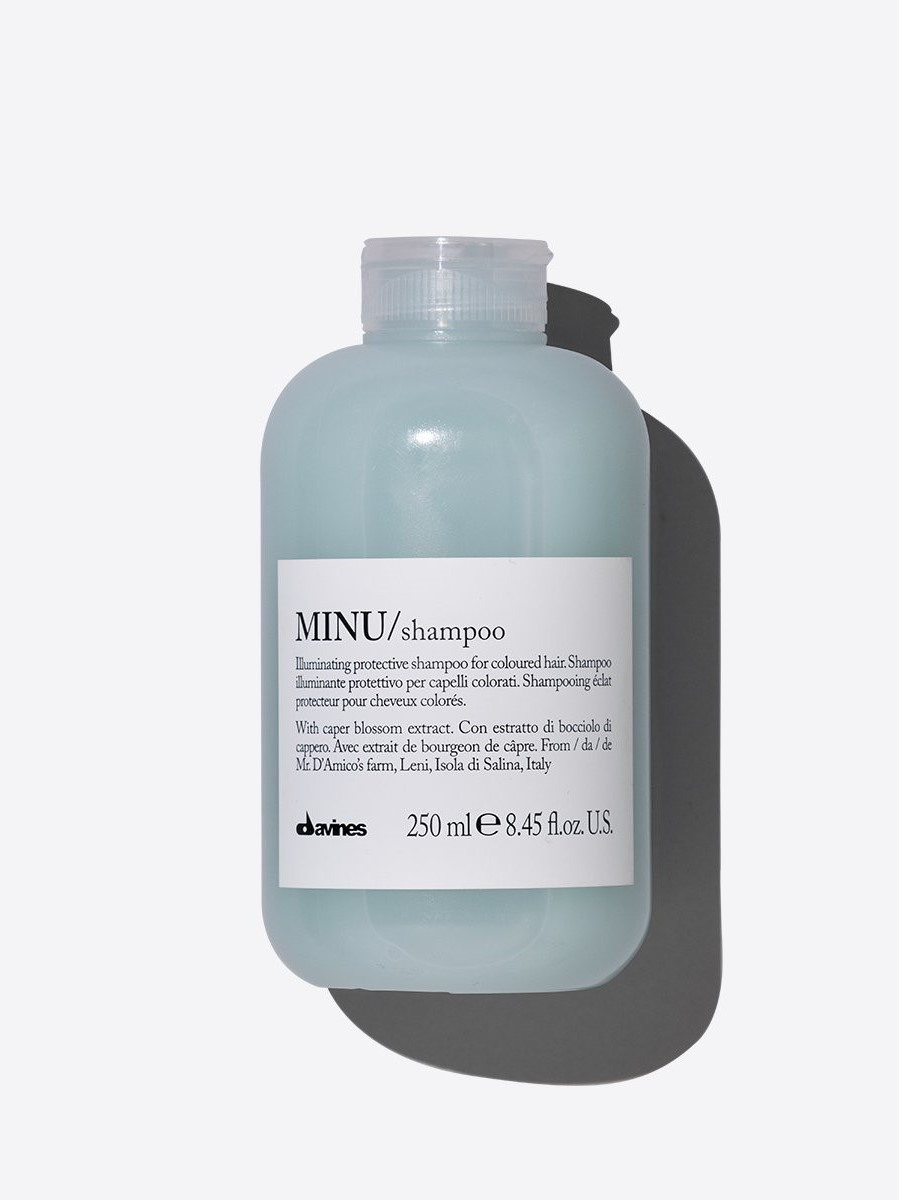 MINU/shampoo
Illuminating protective shampoo for coloured hair. Shampoo
illuminante protettivo per capelli colorati. Shampooing éclat
protecteur pour cheveux colorés.
With caper blossom extract. Con estratto di bocciolo di
cappero. Avec extrait de bourgeon de câpre. From / da / de
Mr. D'Amico's farm, Leni, Isola di Salina, Italy
davines 250 ml ℮ 8.45 fl.oz. U.S.